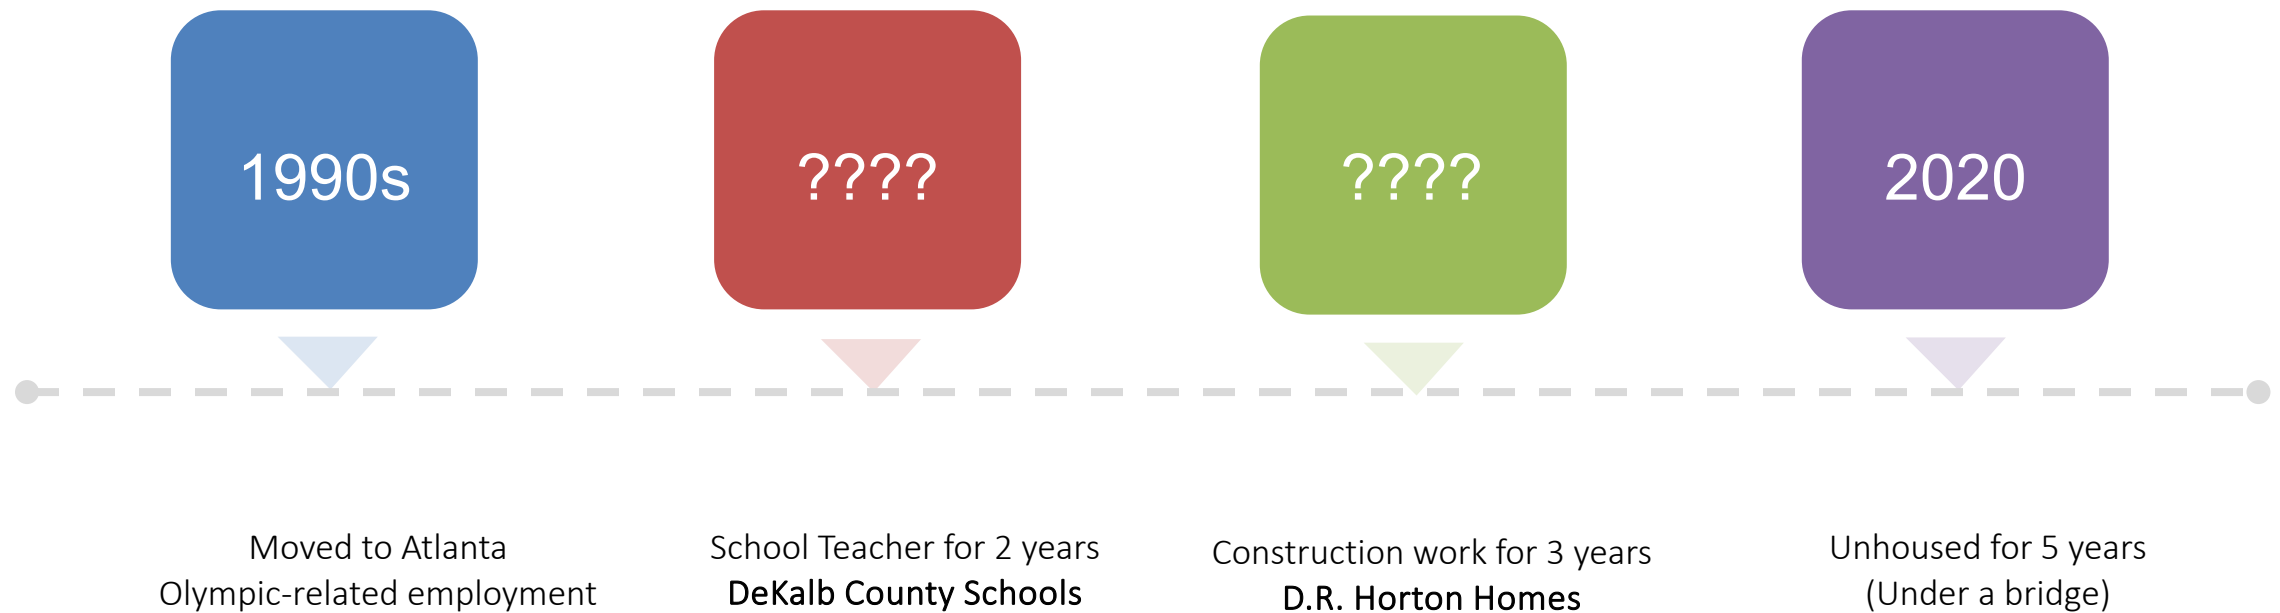 1990s
????
????
2020
Moved to Atlanta
Olympic-related employment
School Teacher for 2 years
DeKalb County Schools
Construction work for 3 years
D.R. Horton Homes
Unhoused for 5 years
(Under a bridge)